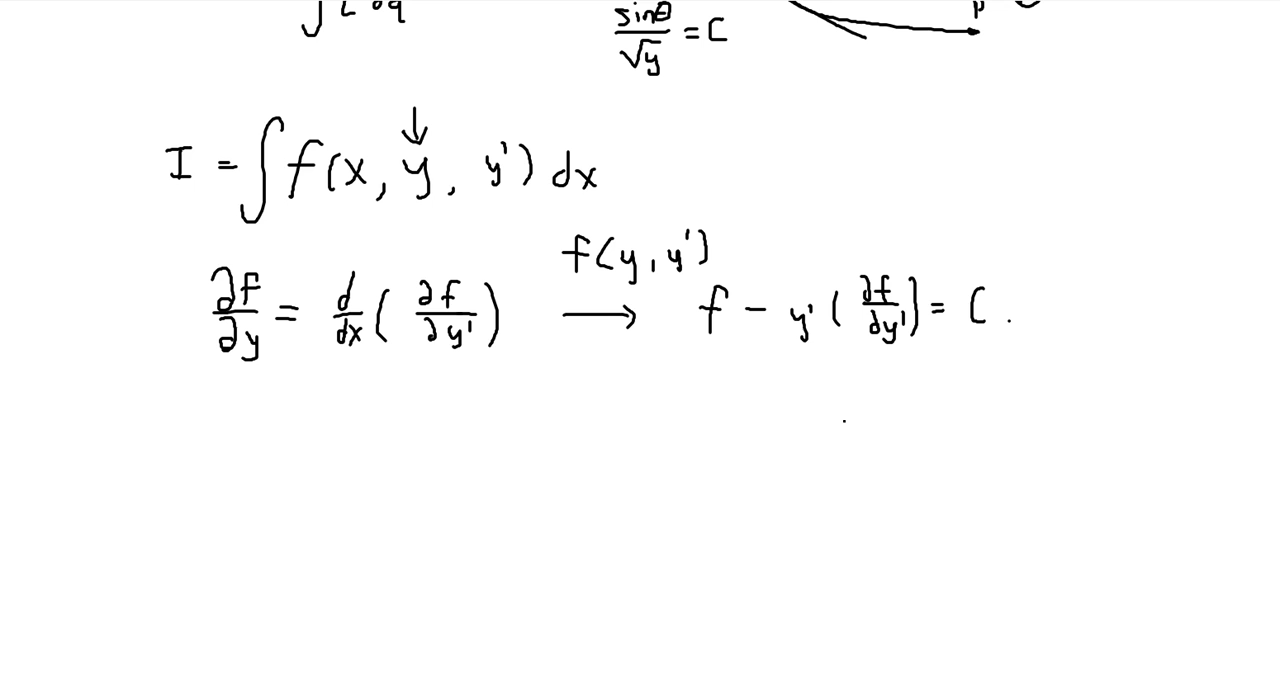 sinθ/√y = C
I = ∫ f(x, y, y') dx
f(y, y')
∂f/∂y = d/dx (∂f/∂y') → f − y' (∂f/∂y') = C.